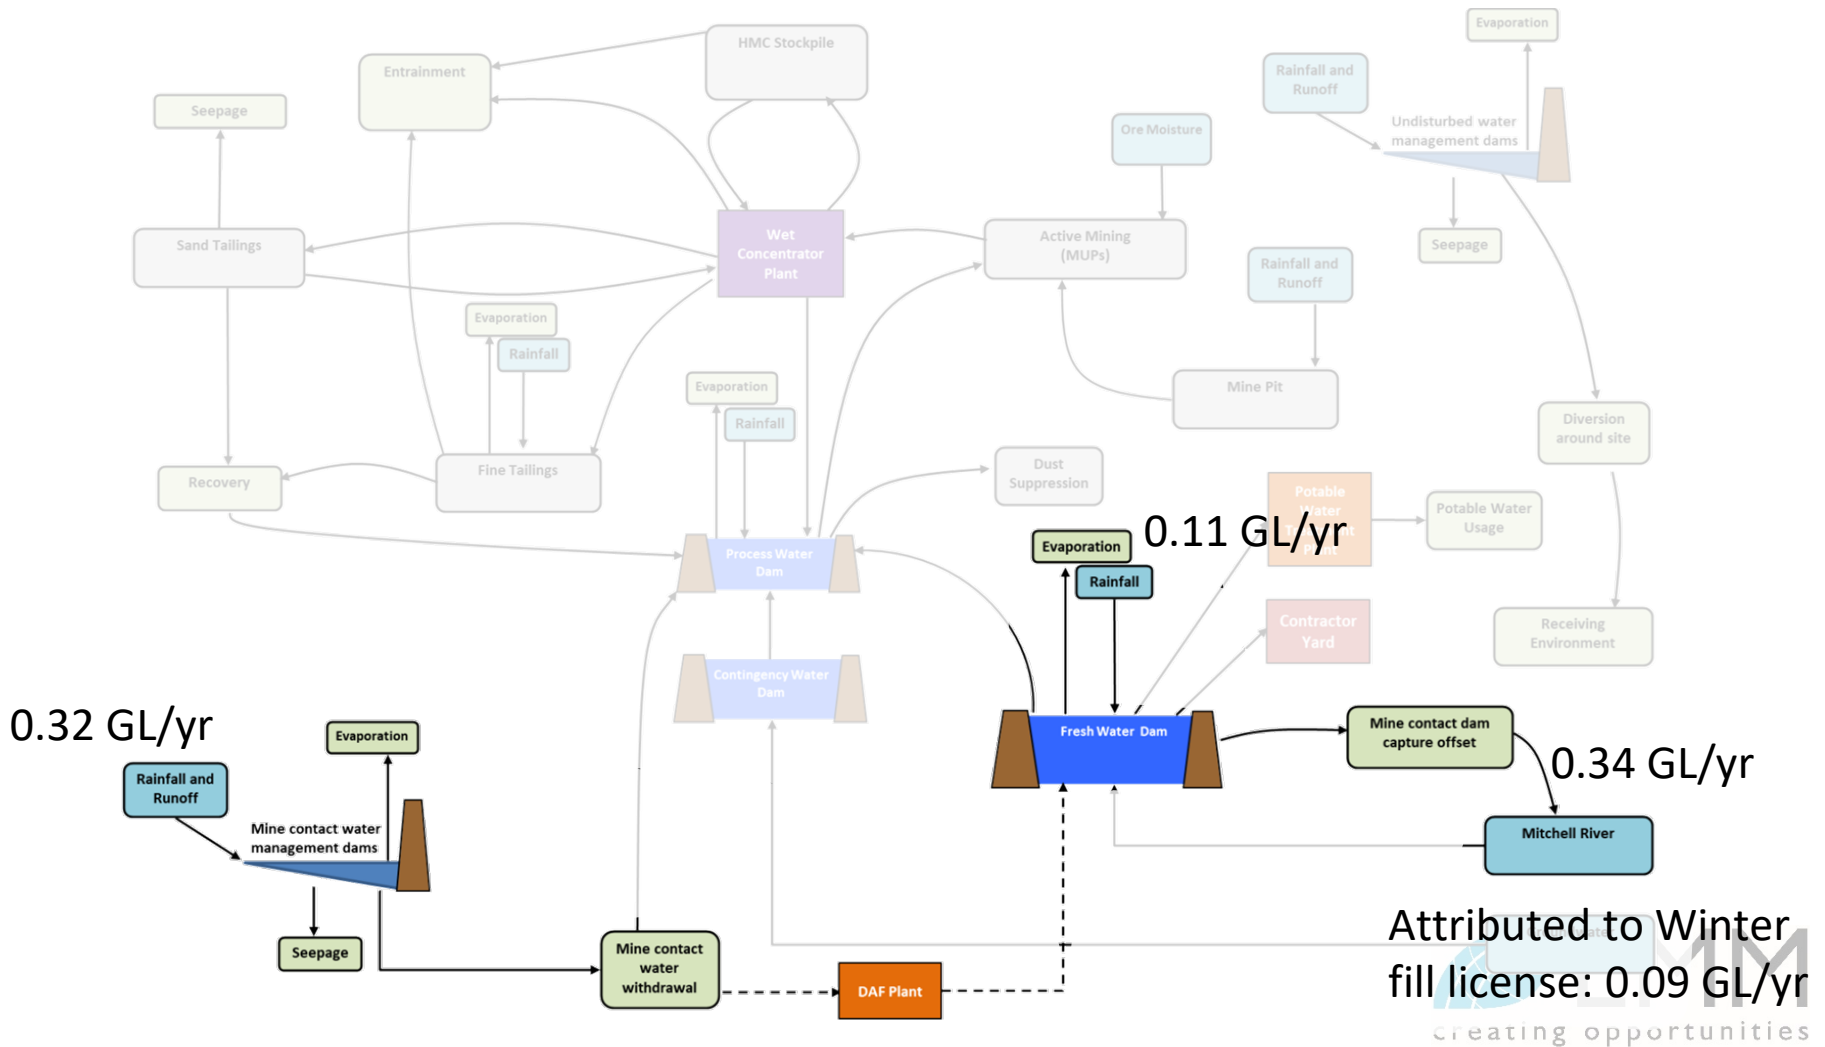 HMC Stockpile
Entrainment
Seepage
Evaporation
Rainfall and
Runoff
Undisturbed water
management dams
Ore Moisture
Seepage
Sand Tailings
Wet
Concentrator
Plant
Active Mining
(MUPs)
Rainfall and
Runoff
Evaporation
Rainfall
Mine Pit
Evaporation
Rainfall
Diversion
around site
Recovery
Fine Tailings
Dust
Suppression
Potable
Water
Plant
Potable Water
Usage
0.11 GL/yr
Evaporation
Rainfall
Process Water
Dam
Contractor
Yard
Receiving
Environment
Contingency Water
Dam
0.32 GL/yr
Evaporation
Rainfall and
Runoff
Mine contact water
management dams
Seepage
Fresh Water Dam
Mine contact dam
capture offset
0.34 GL/yr
Mitchell River
Mine contact
water
withdrawal
DAF Plant
Attributed to Winter
fill license: 0.09 GL/yr
creating opportunities